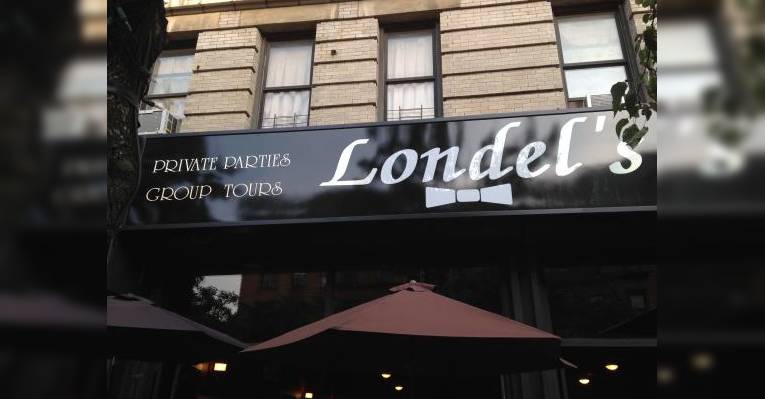 PRIVATE PARTIES
GROUP TOURS
Londel's